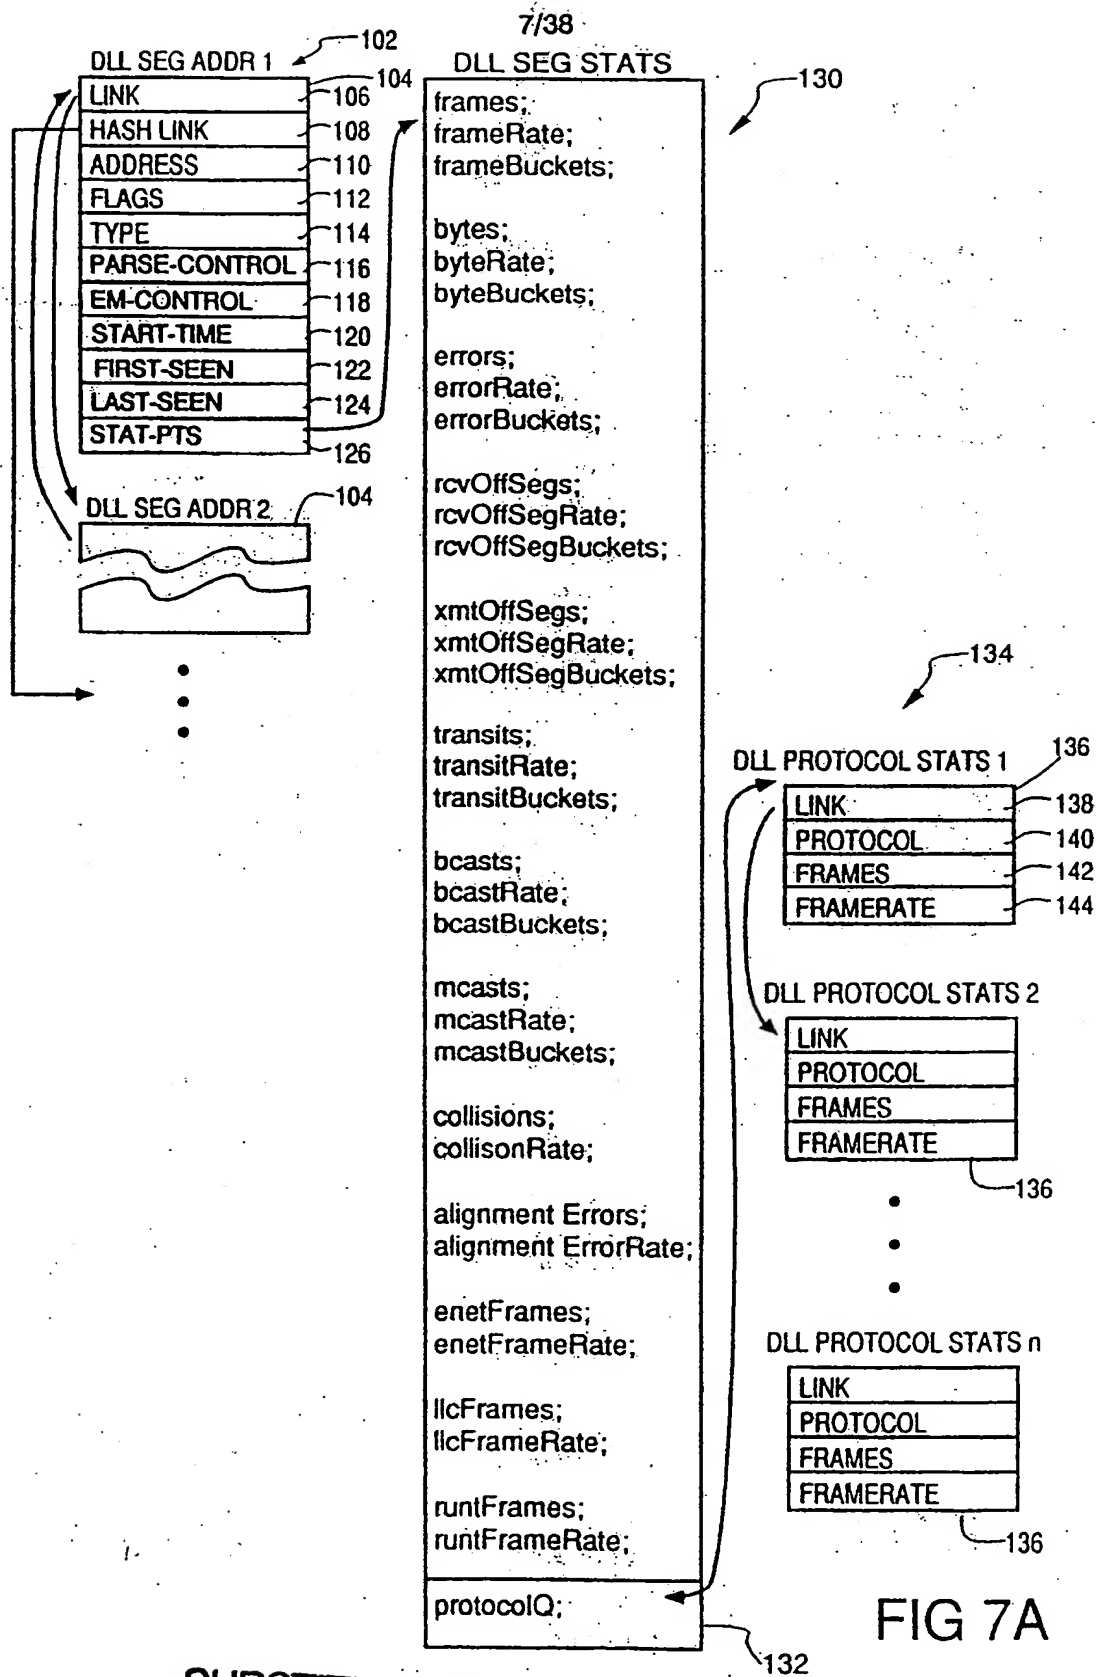 7/38
DLL SEG ADDR 1
102
104
LINK
106
HASH LINK
108
ADDRESS
110
FLAGS
112
TYPE
114
PARSE-CONTROL
116
EM-CONTROL
118
START-TIME
120
FIRST-SEEN
122
LAST-SEEN
124
STAT-PTS
126
DLL SEG ADDR 2
104
DLL SEG STATS
130
frames;
frameRate;
frameBuckets;
bytes;
byteRate;
byteBuckets;
errors;
errorRate;
errorBuckets;
rcvOffSegs;
rcvOffSegRate;
rcvOffSegBuckets;
xmtOffSegs;
xmtOffSegRate;
xmtOffSegBuckets;
transits;
transitRate;
transitBuckets;
bcasts;
bcastRate;
bcastBuckets;
mcasts;
mcastRate;
mcastBuckets;
collisions;
collisonRate;
alignment Errors;
alignment ErrorRate;
enetFrames;
enetFrameRate;
llcFrames;
llcFrameRate;
runtFrames;
runtFrameRate;
protocolQ;
132
134
DLL PROTOCOL STATS 1
136
LINK
138
PROTOCOL
140
FRAMES
142
FRAMERATE
144
DLL PROTOCOL STATS 2
LINK
PROTOCOL
FRAMES
FRAMERATE
136
DLL PROTOCOL STATS n
LINK
PROTOCOL
FRAMES
FRAMERATE
136
FIG 7A